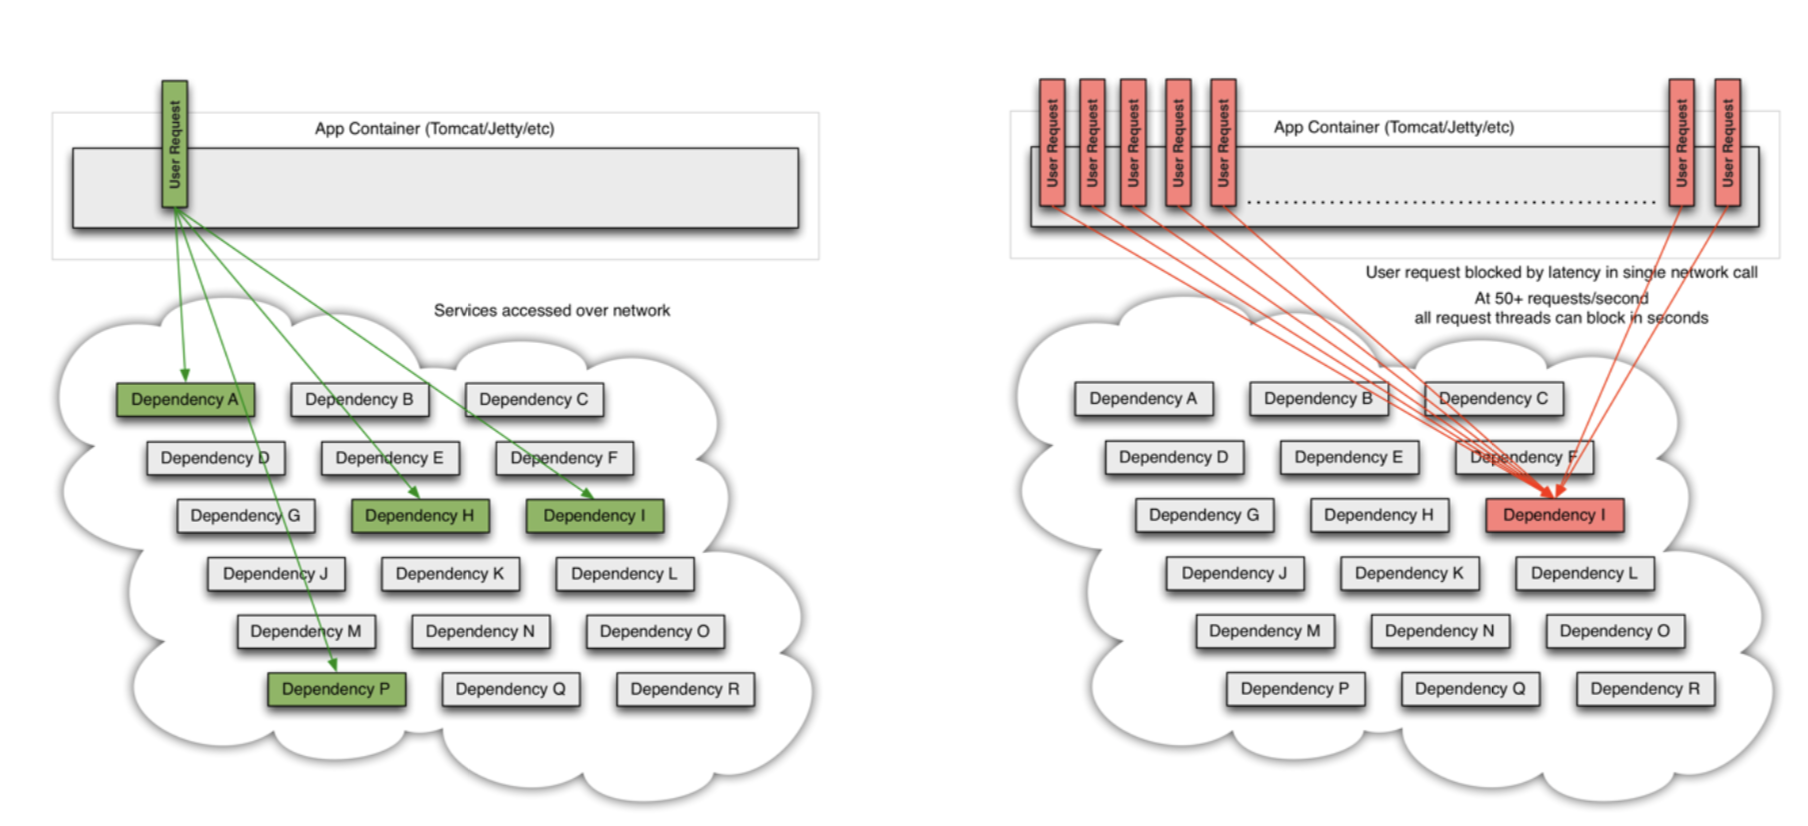 User Request
App Container (Tomcat/Jetty/etc)
Services accessed over network
Dependency A
Dependency B
Dependency C
Dependency D
Dependency E
Dependency F
Dependency G
Dependency H
Dependency I
Dependency J
Dependency K
Dependency L
Dependency M
Dependency N
Dependency O
Dependency P
Dependency Q
Dependency R
User Request
User Request
User Request
User Request
User Request
User Request
User Request
App Container (Tomcat/Jetty/etc)
User request blocked by latency in single network call
At 50+ requests/second
all request threads can block in seconds
Dependency A
Dependency B
Dependency C
Dependency D
Dependency E
Dependency F
Dependency G
Dependency H
Dependency I
Dependency J
Dependency K
Dependency L
Dependency M
Dependency N
Dependency O
Dependency P
Dependency Q
Dependency R